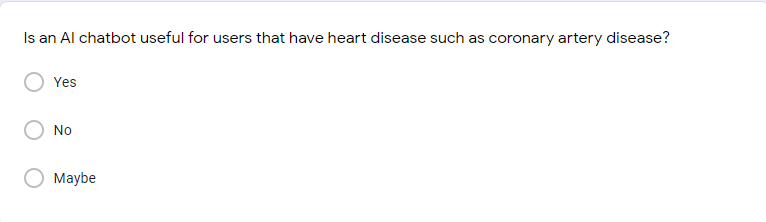 Is an AI chatbot useful for users that have heart disease such as coronary artery disease?
Yes
No
Maybe